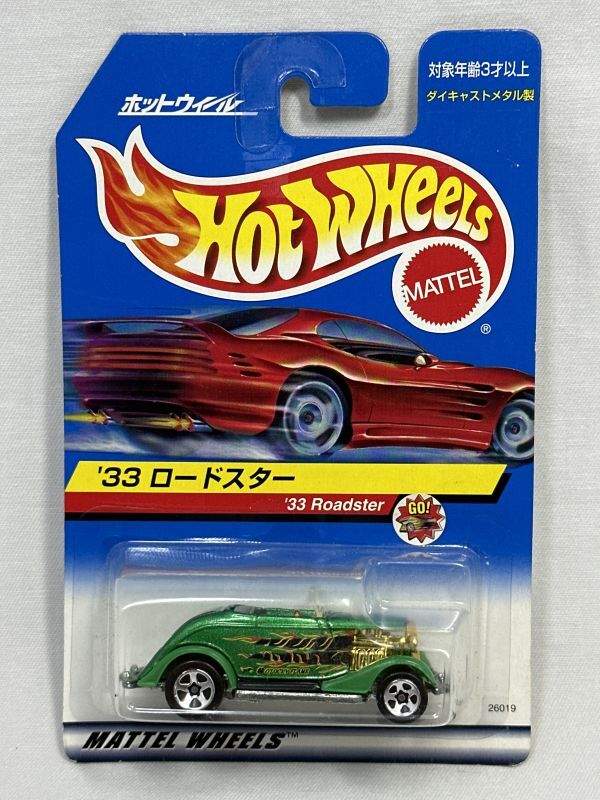 ホットウィール
対象年齢3才以上
ダイキャストメタル製
HOT WHEELS
MATTEL
®
'33 ロードスター
'33 Roadster
GO!
26019
MATTEL WHEELS™